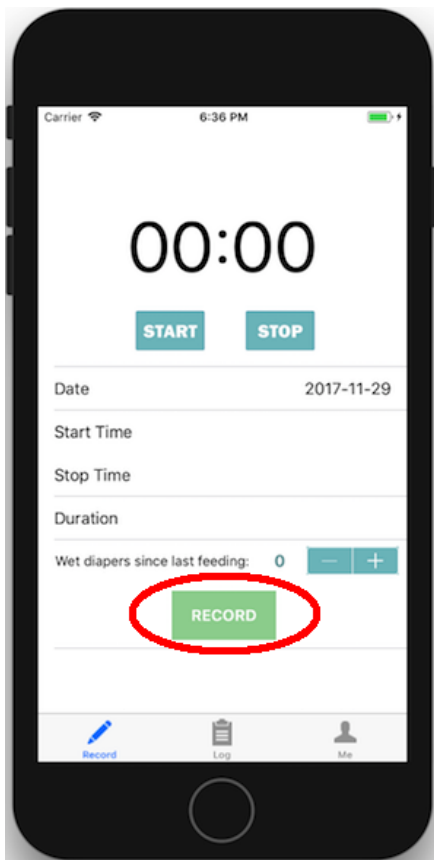 Carrier 6:36 PM
00:00
START STOP
Date 2017-11-29
Start Time
Stop Time
Duration
Wet diapers since last feeding: 0 — +
RECORD
Record Log Me